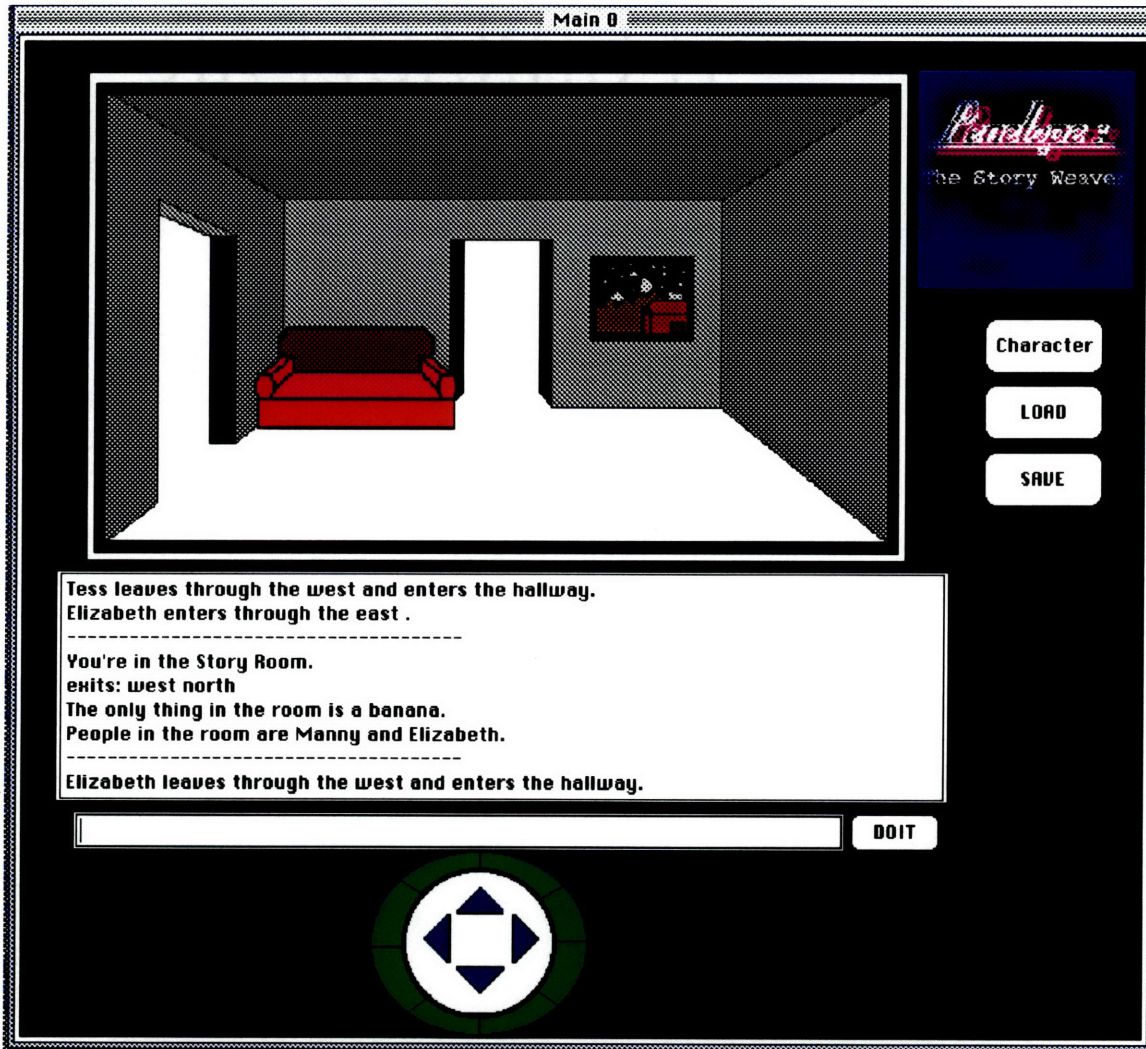 Main 0
The Story Weaver
Character
LOAD
SAVE
Tess leaves through the west and enters the hallway.
Elizabeth enters through the east .
---------------------------------------
You're in the Story Room.
exits: west north
The only thing in the room is a banana.
People in the room are Manny and Elizabeth.
---------------------------------------
Elizabeth leaves through the west and enters the hallway.
DOIT